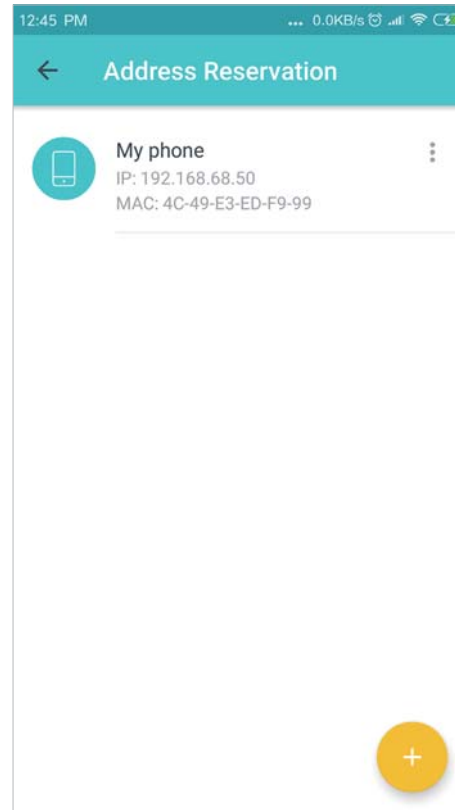 12:45 PM ... 0.0KB/s
Address Reservation
My phone
IP: 192.168.68.50
MAC: 4C-49-E3-ED-F9-99
+